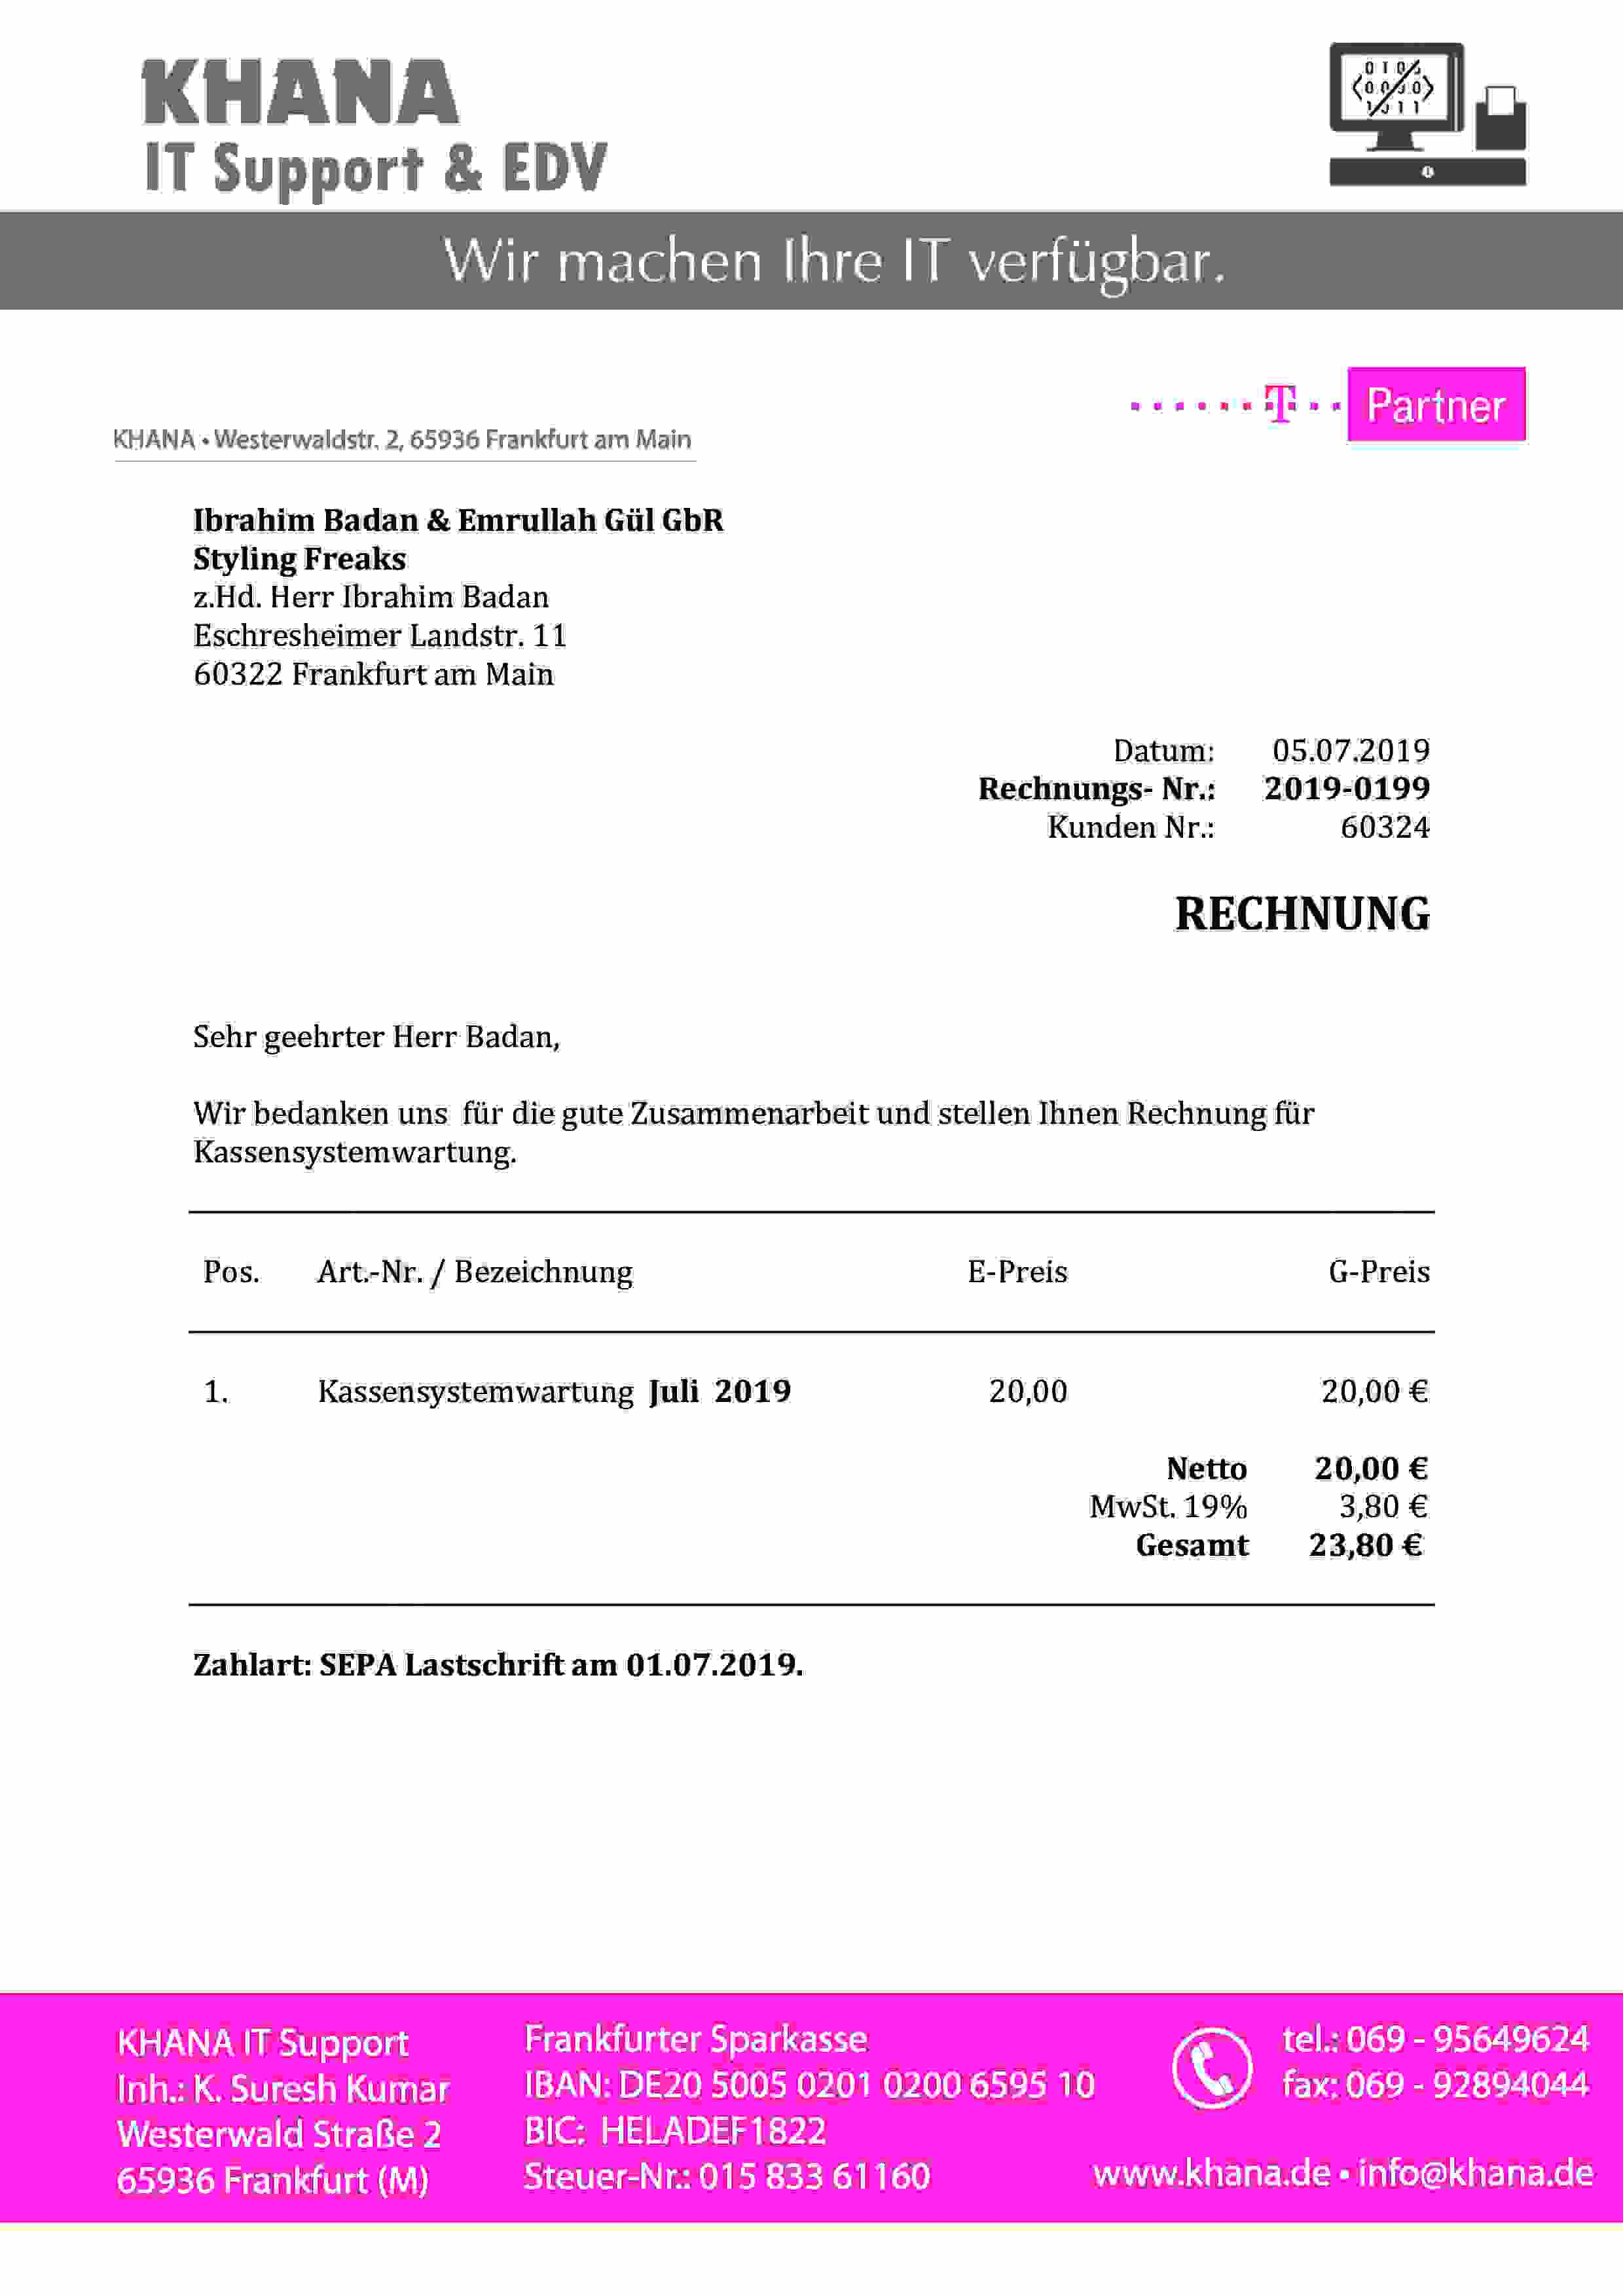 KHANA
IT Support & EDV
Wir machen Ihre IT verfügbar.
T Partner
KHANA • Westerwaldstr. 2, 65936 Frankfurt am Main
Ibrahim Badan & Emrullah Gül GbR
Styling Freaks
z.Hd. Herr Ibrahim Badan
Eschresheimer Landstr. 11
60322 Frankfurt am Main
Datum: 05.07.2019
Rechnungs- Nr.: 2019-0199
Kunden Nr.: 60324
RECHNUNG
Sehr geehrter Herr Badan,
Wir bedanken uns für die gute Zusammenarbeit und stellen Ihnen Rechnung für
Kassensystemwartung.
Pos. Art.-Nr. / Bezeichnung E-Preis G-Preis
1. Kassensystemwartung Juli 2019 20,00 20,00 €
Netto 20,00 €
MwSt. 19% 3,80 €
Gesamt 23,80 €
Zahlart: SEPA Lastschrift am 01.07.2019.
KHANA IT Support
Inh.: K. Suresh Kumar
Westerwald Straße 2
65936 Frankfurt (M)
Frankfurter Sparkasse
IBAN: DE20 5005 0201 0200 6595 10
BIC: HELADEF1822
Steuer-Nr.: 015 833 61160
tel.: 069 - 95649624
fax: 069 - 92894044
www.khana.de • info@khana.de